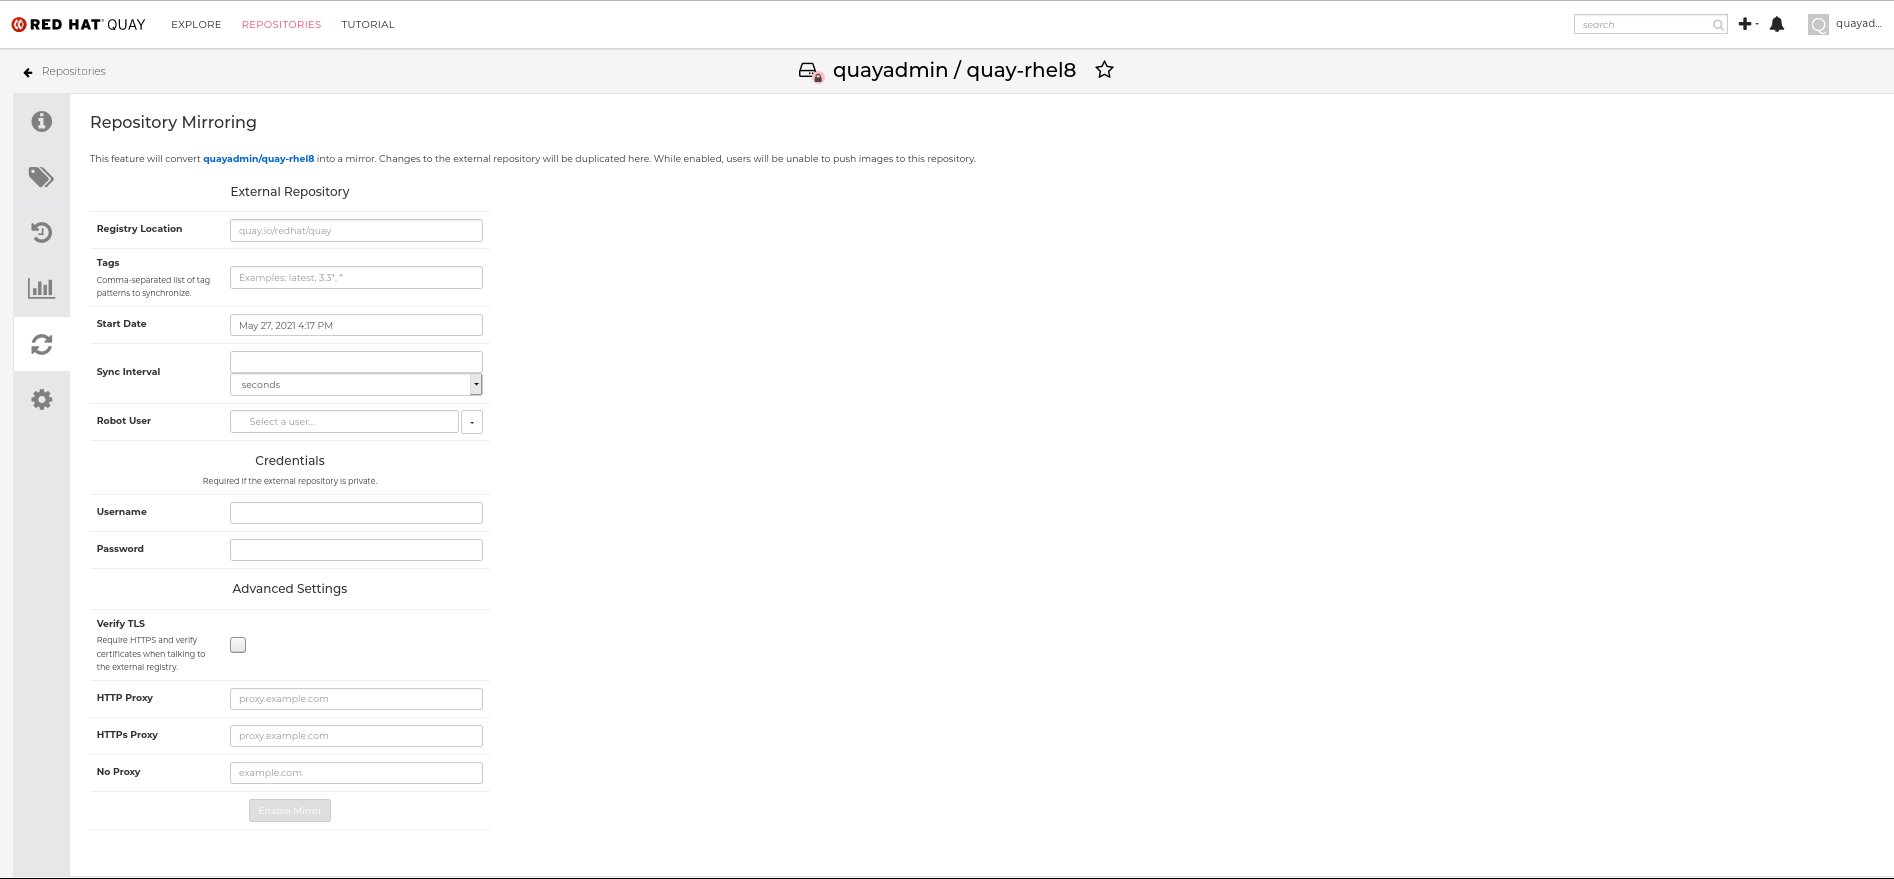 RED HAT QUAY EXPLORE REPOSITORIES TUTORIAL search quayad...
Repositories quayadmin / quay-rhel8
Repository Mirroring
This feature will convert quayadmin/quay-rhel8 into a mirror. Changes to the external repository will be duplicated here. While enabled, users will be unable to push images to this repository.
External Repository
Registry Location quay.io/redhat/quay
Tags
Comma-separated list of tag
patterns to synchronize.
Examples: latest, 3.3*, *
Start Date May 27, 2021 4:17 PM
Sync Interval
seconds
Robot User Select a user...
Credentials
Required if the external repository is private.
Username
Password
Advanced Settings
Verify TLS
Require HTTPS and verify
certificates when talking to
the external registry.
HTTP Proxy proxy.example.com
HTTPs Proxy proxy.example.com
No Proxy example.com
Enable Mirror